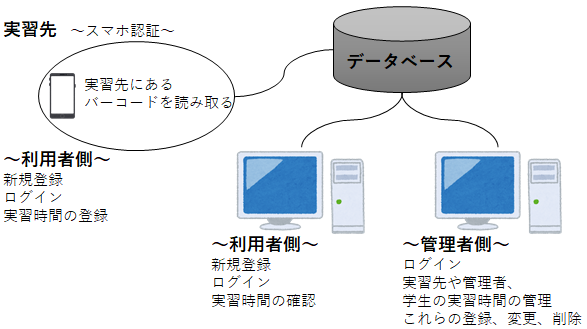 実習先 ～スマホ認証～
データベース
実習先にある
バーコードを読み取る
～利用者側～
新規登録
ログイン
実習時間の登録
～利用者側～
新規登録
ログイン
実習時間の確認
～管理者側～
ログイン
実習先や管理者、
学生の実習時間の管理
これらの登録、変更、削除